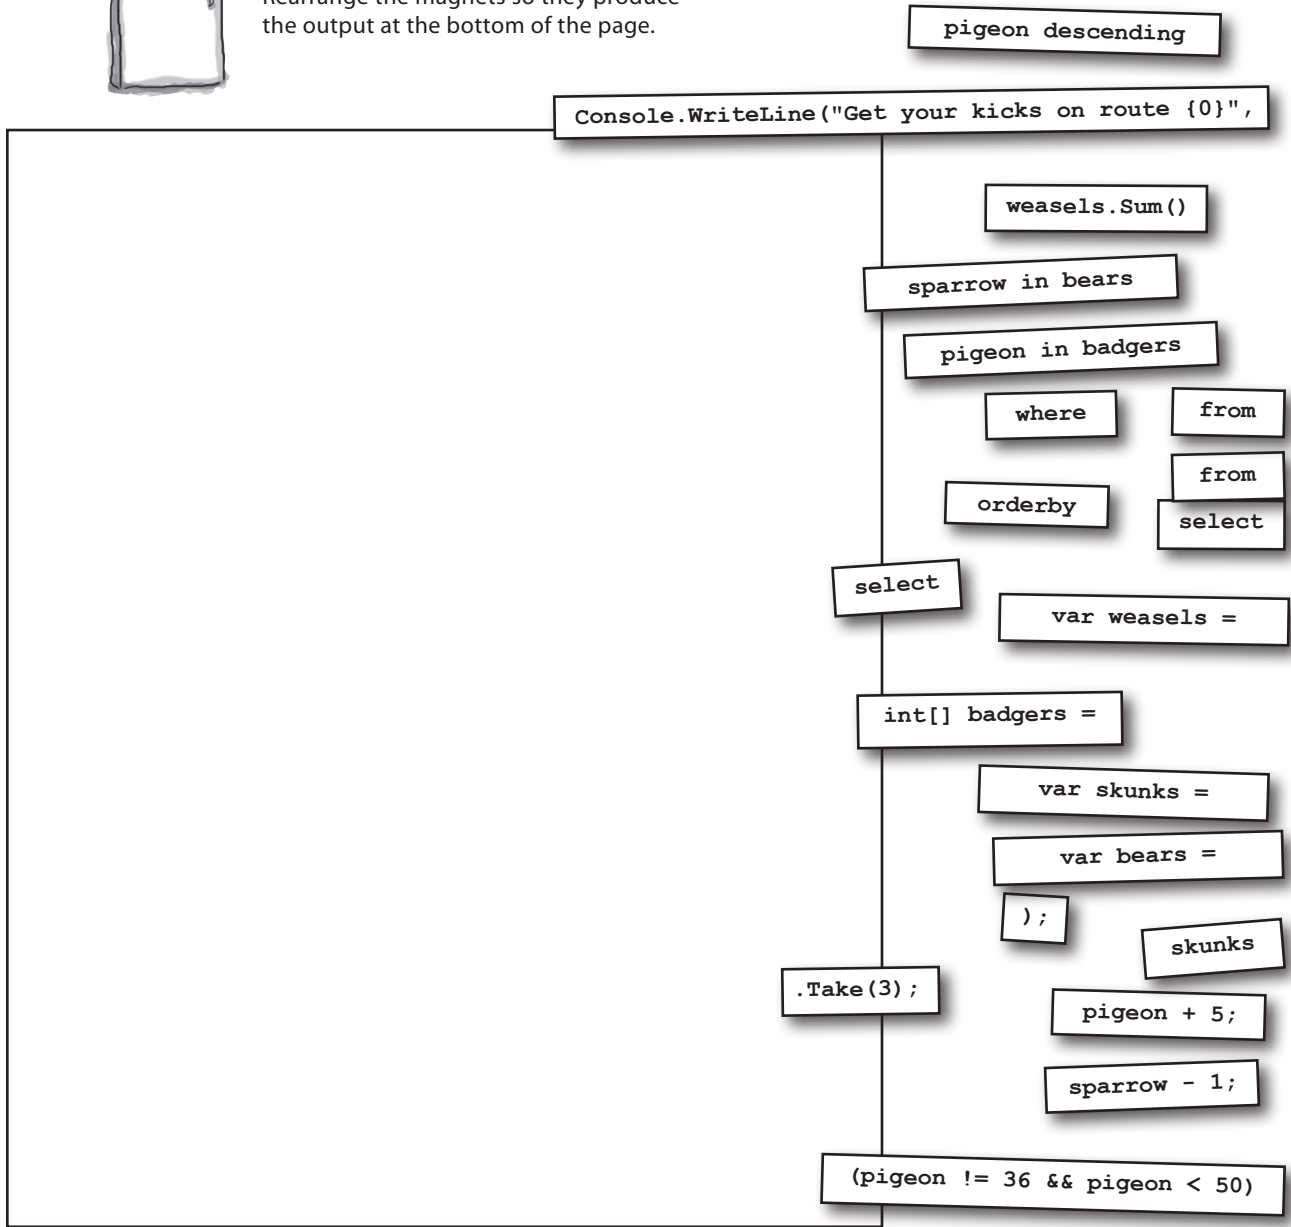 Rearrange the magnets so they produce
the output at the bottom of the page.
pigeon descending
Console.WriteLine("Get your kicks on route {0}",
weasels.Sum()
sparrow in bears
pigeon in badgers
where
from
from
orderby
select
select
var weasels =
int[] badgers =
var skunks =
var bears =
);
skunks
.Take(3);
pigeon + 5;
sparrow - 1;
(pigeon != 36 && pigeon < 50)